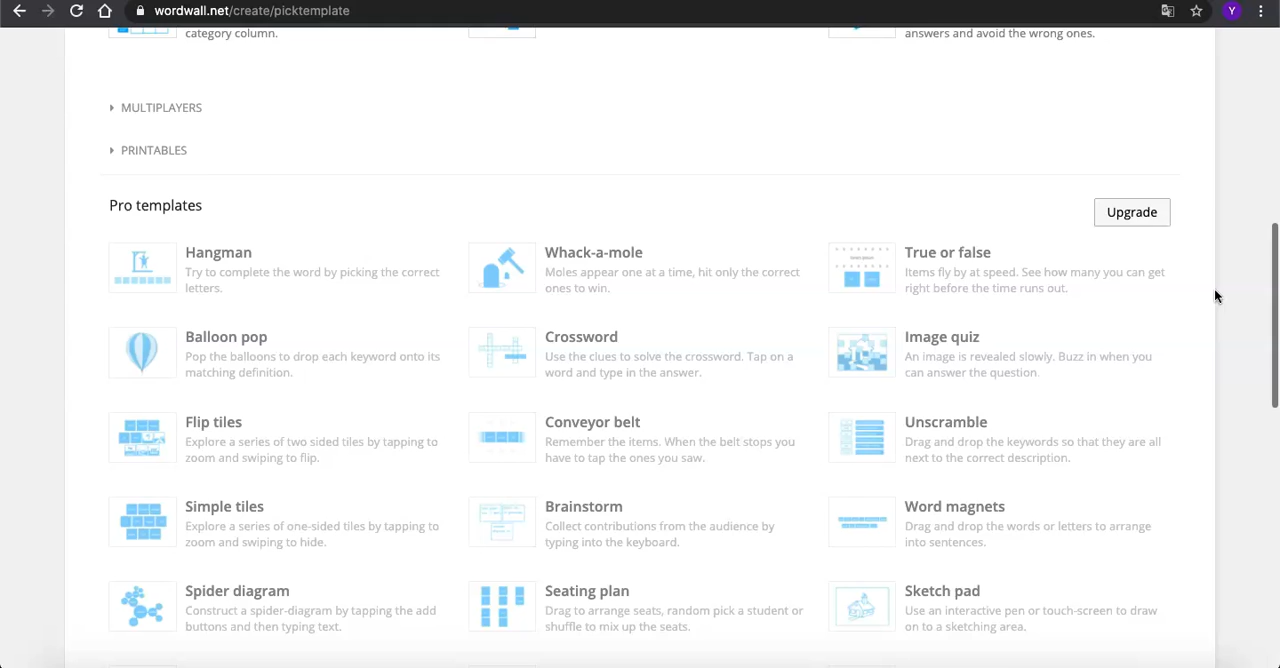 wordwall.net/create/picktemplate
Y
category column.
answers and avoid the wrong ones.
MULTIPLAYERS
PRINTABLES
Pro templates
Upgrade
Hangman
Try to complete the word by picking the correct
letters.
Whack-a-mole
Moles appear one at a time, hit only the correct
ones to win.
True or false
Items fly by at speed. See how many you can get
right before the time runs out.
Balloon pop
Pop the balloons to drop each keyword onto its
matching definition.
Crossword
Use the clues to solve the crossword. Tap on a
word and type in the answer.
Image quiz
An image is revealed slowly. Buzz in when you
can answer the question.
Flip tiles
Explore a series of two sided tiles by tapping to
zoom and swiping to flip.
Conveyor belt
Remember the items. When the belt stops you
have to tap the ones you saw.
Unscramble
Drag and drop the keywords so that they are all
next to the correct description.
Simple tiles
Explore a series of one-sided tiles by tapping to
zoom and swiping to hide.
Brainstorm
Collect contributions from the audience by
typing into the keyboard.
Word magnets
Drag and drop the words or letters to arrange
into sentences.
Spider diagram
Construct a spider-diagram by tapping the add
buttons and then typing text.
Seating plan
Drag to arrange seats, random pick a student or
shuffle to mix up the seats.
Sketch pad
Use an interactive pen or touch-screen to draw
on to a sketching area.